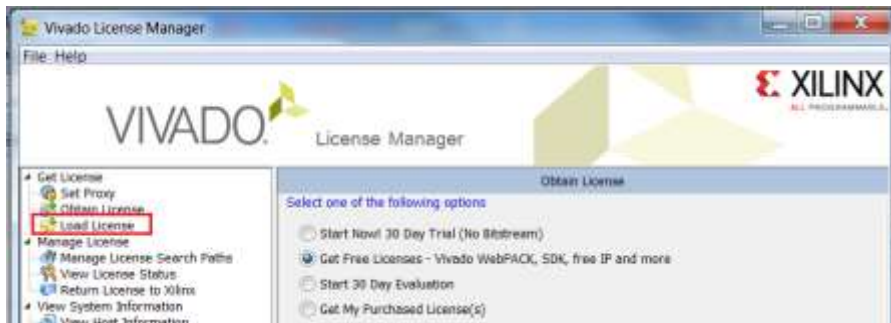 Vivado License Manager
File Help
VIVADO.
License Manager
XILINX
ALL PROGRAMMABLE.
Get License
Set Proxy
Obtain License
Load License
Manage License
Manage License Search Paths
View License Status
Return License to Xilinx
View System Information
View Host Information
Obtain License
Select one of the following options
Start Now! 30 Day Trial (No Bitstream)
Get Free Licenses - Vivado WebPACK, SDK, free IP and more
Start 30 Day Evaluation
Get My Purchased License(s)